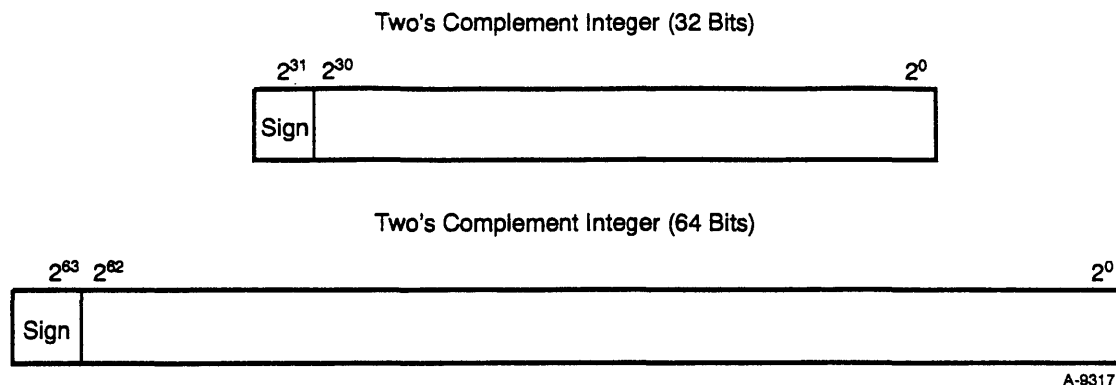 Two's Complement Integer (32 Bits)
2³¹ 2³⁰ 2⁰
Sign
Two's Complement Integer (64 Bits)
2⁶³ 2⁶² 2⁰
Sign
A-9317